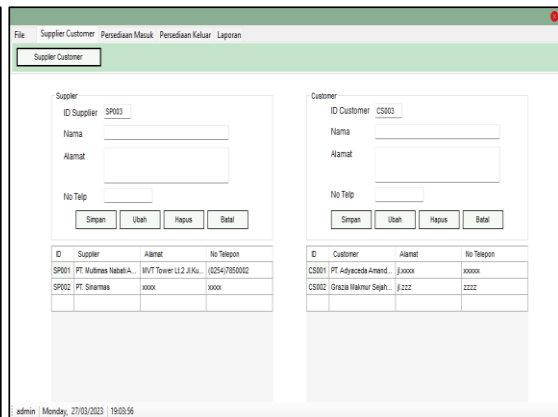 File Supplier Customer Persediaan Masuk Persediaan Keluar Laporan
Supplier Customer
Supplier
ID Supplier SP003
Nama
Alamat
No Telp
Simpan Ubah Hapus Batal
ID Supplier Alamat No Telepon
SP001 PT. Multimas Nabati A... MVT Tower Lt.2 Jl.Ku... (0254)7850002
SP002 PT. Sinarmas xxxx xxxx
Customer
ID Customer CS003
Nama
Alamat
No Telp
Simpan Ubah Hapus Batal
ID Customer Alamat No Telepon
CS001 PT. Adyaceda Amand... jl.xxxx xxxxx
CS002 Grazia Makmur Sejah... jl.zzz zzzz
admin Monday, 27/03/2023 19:03:56